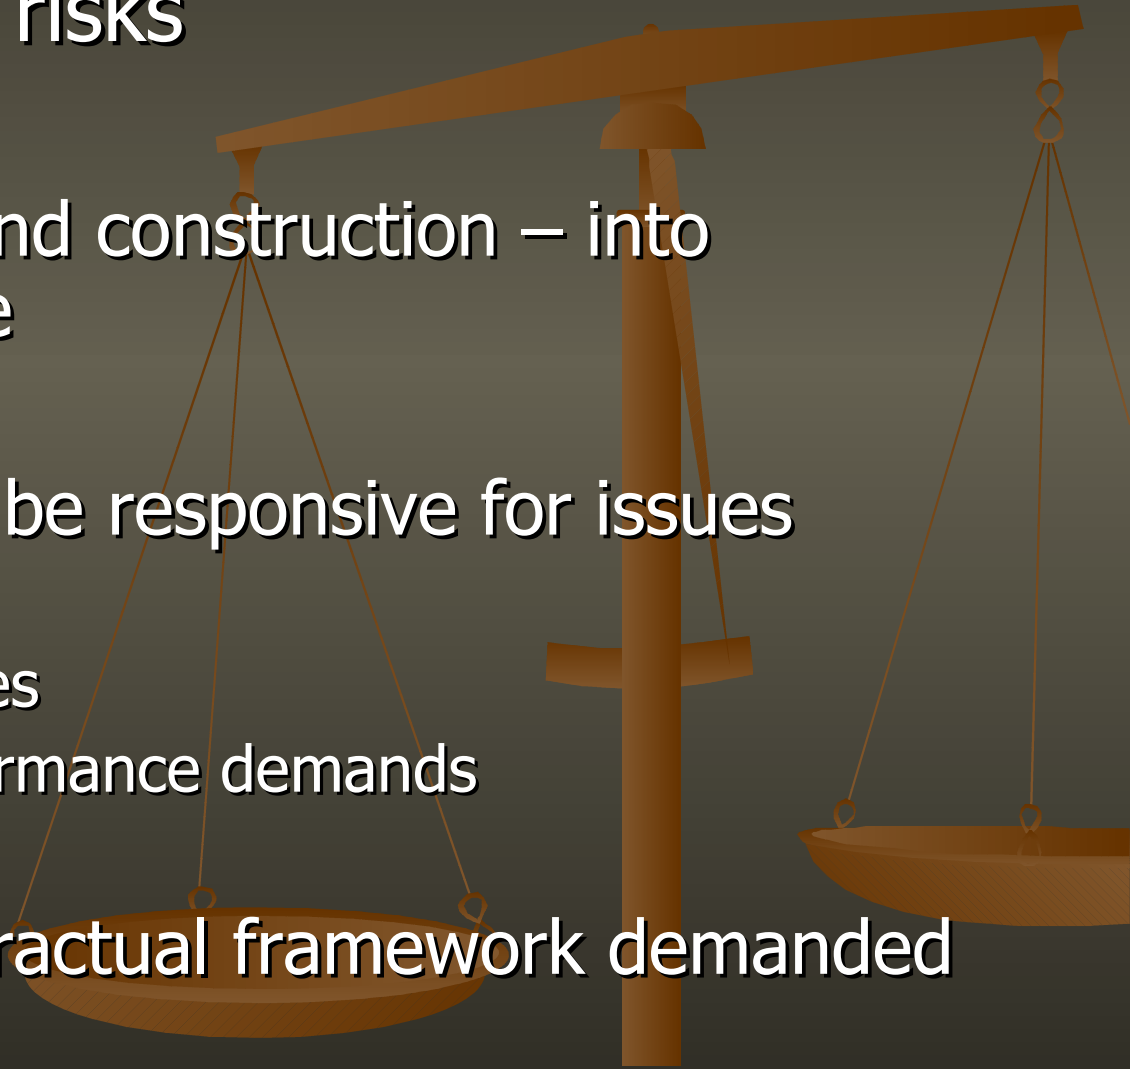 risks
nd construction – into
e
be responsive for issues
es
rmance demands
ractual framework demanded